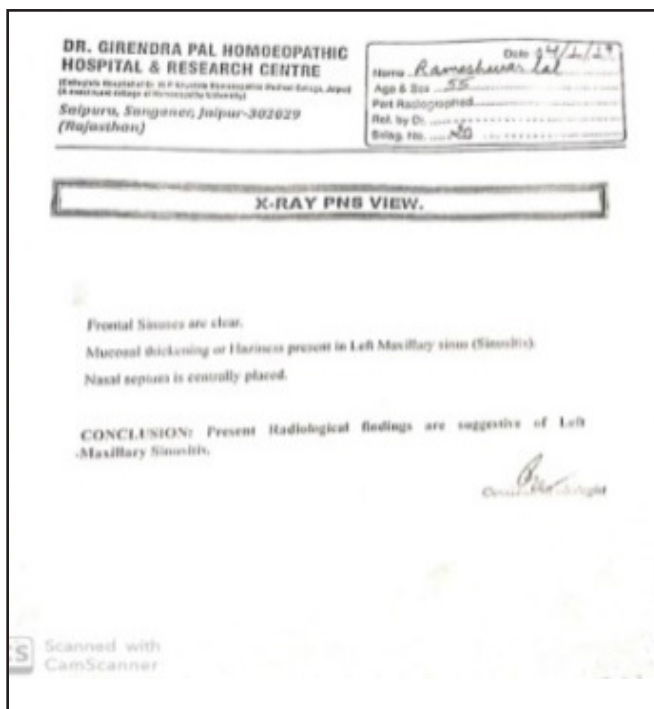 DR. GIRENDRA PAL HOMOEOPATHIC
HOSPITAL & RESEARCH CENTRE
Saipura, Sanganer, Jaipur-302029
(Rajasthan)
Date
Name Rameshwar lal
Age & Sex 55
Part Radiographed
Ref. by Dr.
X-RAY PNS VIEW.
Frontal Sinuses are clear.
Mucosal thickening or Haziness present in Left Maxillary sinus (Sinusitis).
Nasal septum is centrally placed.
CONCLUSION: Present Radiological findings are suggestive of Left
-Maxillary Sinusitis.
CS Scanned with
CamScanner